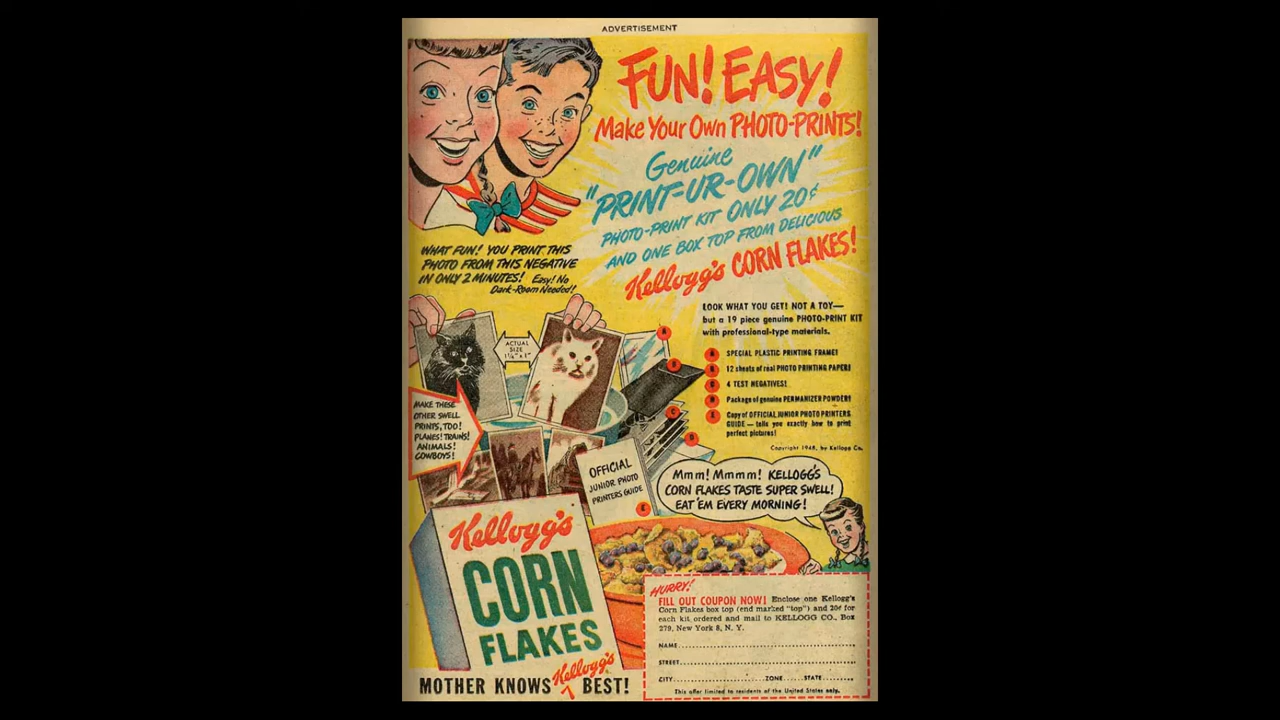 ADVERTISEMENT
FUN! EASY!
Make Your Own PHOTO-PRINTS!
Genuine
"PRINT-UR-OWN"
PHOTO-PRINT KIT ONLY 20¢
AND ONE BOX TOP FROM DELICIOUS
Kellogg's CORN FLAKES!
WHAT FUN! YOU PRINT THIS
PHOTO FROM THIS NEGATIVE
IN ONLY 2 MINUTES! Easy! No
Dark-Room Needed!
ACTUAL
SIZE
LOOK WHAT YOU GET! NOT A TOY—
but a 19 piece genuine PHOTO-PRINT KIT
with professional-type materials.
A SPECIAL PLASTIC PRINTING FRAME!
B 12 sheets of real PHOTO PRINTING PAPER!
C 4 TEST NEGATIVES!
D Package of genuine PERMANIZER POWDER!
E Copy of OFFICIAL JUNIOR PHOTO PRINTERS
GUIDE — tells you exactly how to print
perfect pictures!
Copyright 1948, by Kellogg Co.
A
B
C
D
E
MAKE THESE
OTHER SWELL
PRINTS, TOO!
PLANES! TRAINS!
ANIMALS!
COWBOYS!
OFFICIAL
JUNIOR PHOTO
PRINTERS GUIDE
Mmm! Mmmm! KELLOGG'S
CORN FLAKES TASTE SUPER SWELL!
EAT 'EM EVERY MORNING!
Kellogg's
CORN
FLAKES
MOTHER KNOWS Kellogg's BEST!
HURRY!
FILL OUT COUPON NOW! Enclose one Kellogg's
Corn Flakes box top (end marked "top") and 20¢ for
each kit ordered and mail to KELLOGG CO., Box
279, New York 8, N. Y.
NAME
STREET
CITY ZONE STATE
This offer limited to residents of the United States only.